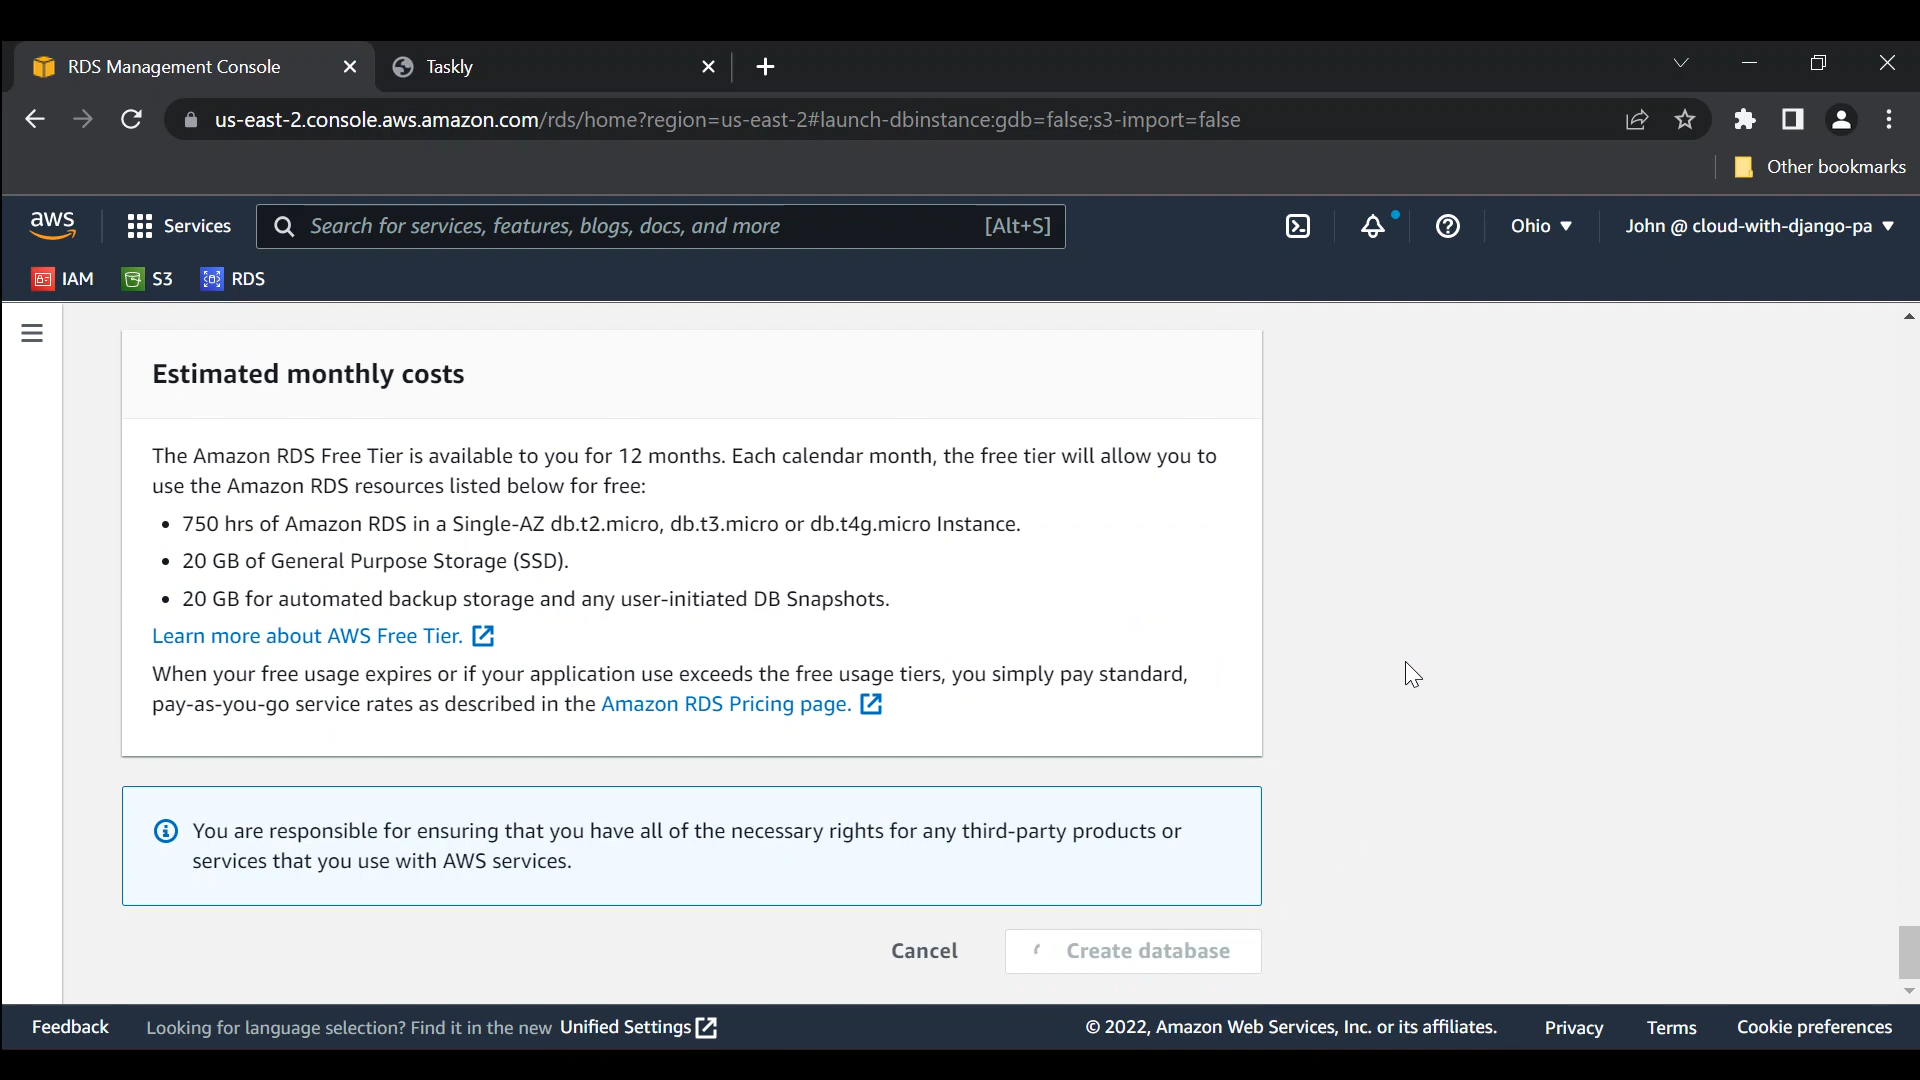 RDS Management Console
Taskly
us-east-2.console.aws.amazon.com/rds/home?region=us-east-2#launch-dbinstance:gdb=false;s3-import=false
Other bookmarks
aws
Services
Search for services, features, blogs, docs, and more
[Alt+S]
Ohio
John @ cloud-with-django-pa
IAM
S3
RDS
Estimated monthly costs
The Amazon RDS Free Tier is available to you for 12 months. Each calendar month, the free tier will allow you to
use the Amazon RDS resources listed below for free:
• 750 hrs of Amazon RDS in a Single-AZ db.t2.micro, db.t3.micro or db.t4g.micro Instance.
• 20 GB of General Purpose Storage (SSD).
• 20 GB for automated backup storage and any user-initiated DB Snapshots.
Learn more about AWS Free Tier.
When your free usage expires or if your application use exceeds the free usage tiers, you simply pay standard,
pay-as-you-go service rates as described in the Amazon RDS Pricing page.
You are responsible for ensuring that you have all of the necessary rights for any third-party products or
services that you use with AWS services.
Cancel
Create database
Feedback
Looking for language selection? Find it in the new Unified Settings
© 2022, Amazon Web Services, Inc. or its affiliates.
Privacy
Terms
Cookie preferences